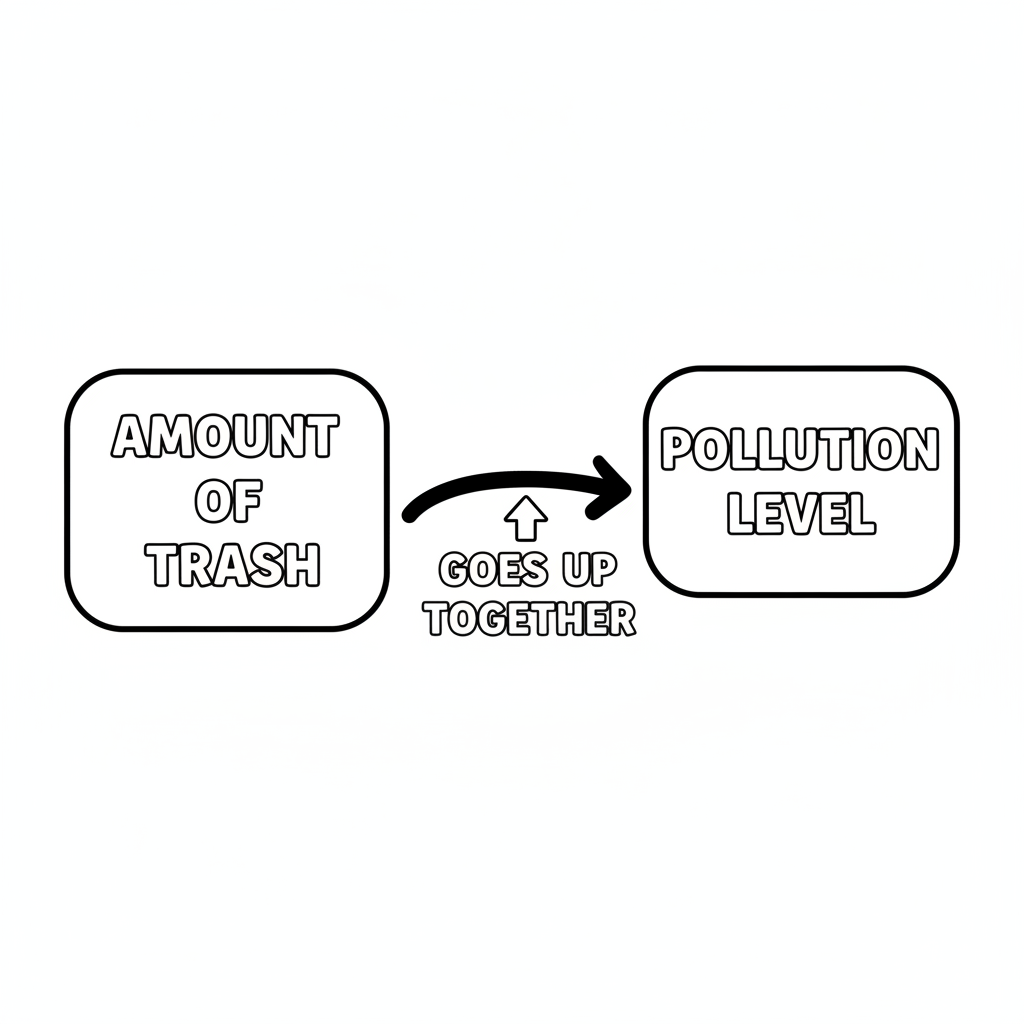 AMOUNT
OF
TRASH
GOES UP
TOGETHER
POLLUTION
LEVEL